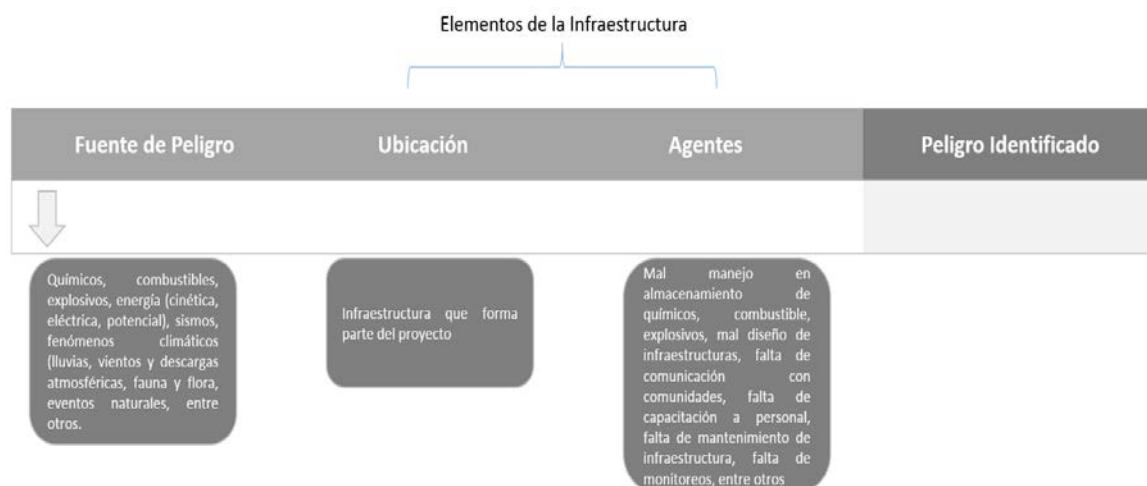 Elementos de la Infraestructura
Fuente de Peligro
Ubicación
Agentes
Peligro Identificado
Químicos, combustibles,
explosivos, energía (cinética,
eléctrica, potencial), sismos,
fenómenos climáticos
(lluvias, vientos y descargas
atmosféricas, fauna y flora,
eventos naturales, entre
otros.
Infraestructura que forma
parte del proyecto
Mal manejo en
almacenamiento de
químicos, combustible,
explosivos, mal diseño de
infraestructuras, falta de
comunicación con
comunidades, falta de
capacitación a personal,
falta de mantenimiento de
infraestructura, falta de
monitoreos, entre otros